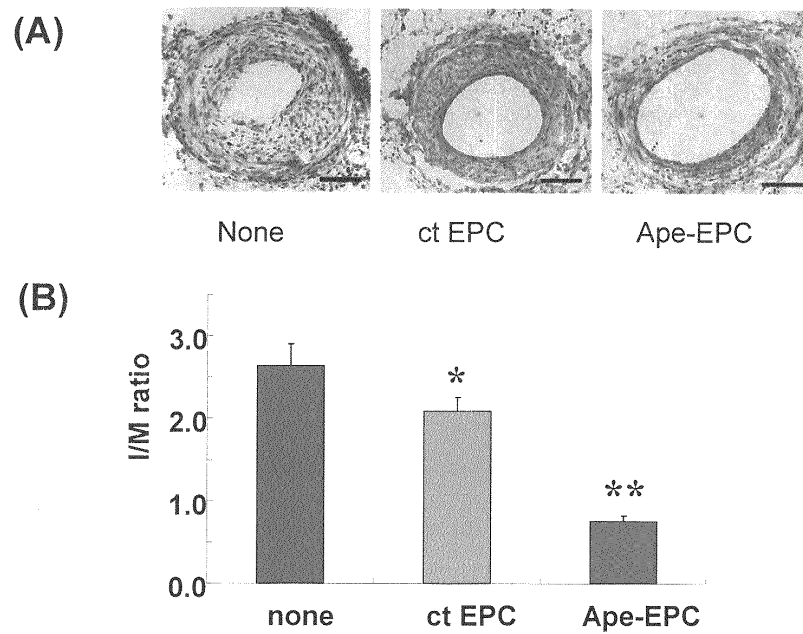 (A)
None
ct EPC
Ape-EPC
(B)
I/M ratio
3.0
2.0
1.0
0.0
*
**
none
ct EPC
Ape-EPC